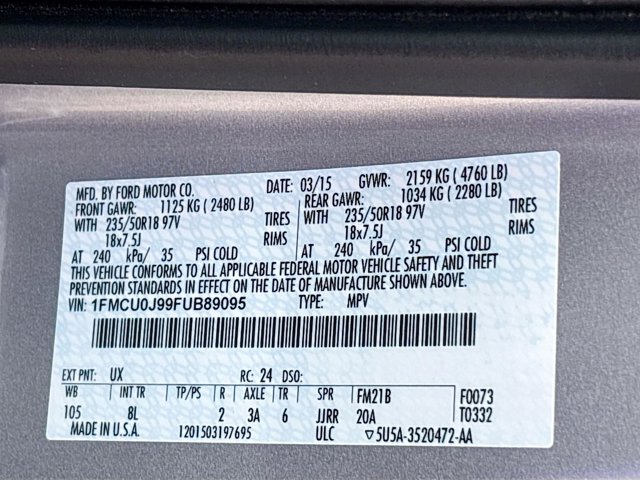 MFD. BY FORD MOTOR CO.
DATE: 03/15 GVWR: 2159 KG ( 4760 LB)
FRONT GAWR: 1125 KG ( 2480 LB) REAR GAWR: 1034 KG ( 2280 LB)
WITH 235/50R18 97V TIRES WITH 235/50R18 97V TIRES
18x7.5J RIMS 18x7.5J RIMS
AT 240 kPa/ 35 PSI COLD AT 240 kPa/ 35 PSI COLD
THIS VEHICLE CONFORMS TO ALL APPLICABLE FEDERAL MOTOR VEHICLE SAFETY AND THEFT
PREVENTION STANDARDS IN EFFECT ON THE DATE OF MANUFACTURE SHOWN ABOVE.
VIN: 1FMCU0J99FUB89095 TYPE: MPV
EXT PNT: UX RC: 24 DSO:
WB INT TR TP/PS R AXLE TR SPR FM21B F0073
105 8L 2 3A 6 JJRR 20A T0332
MADE IN U.S.A. 1201503197695 ULC ▽5U5A-3520472-AA